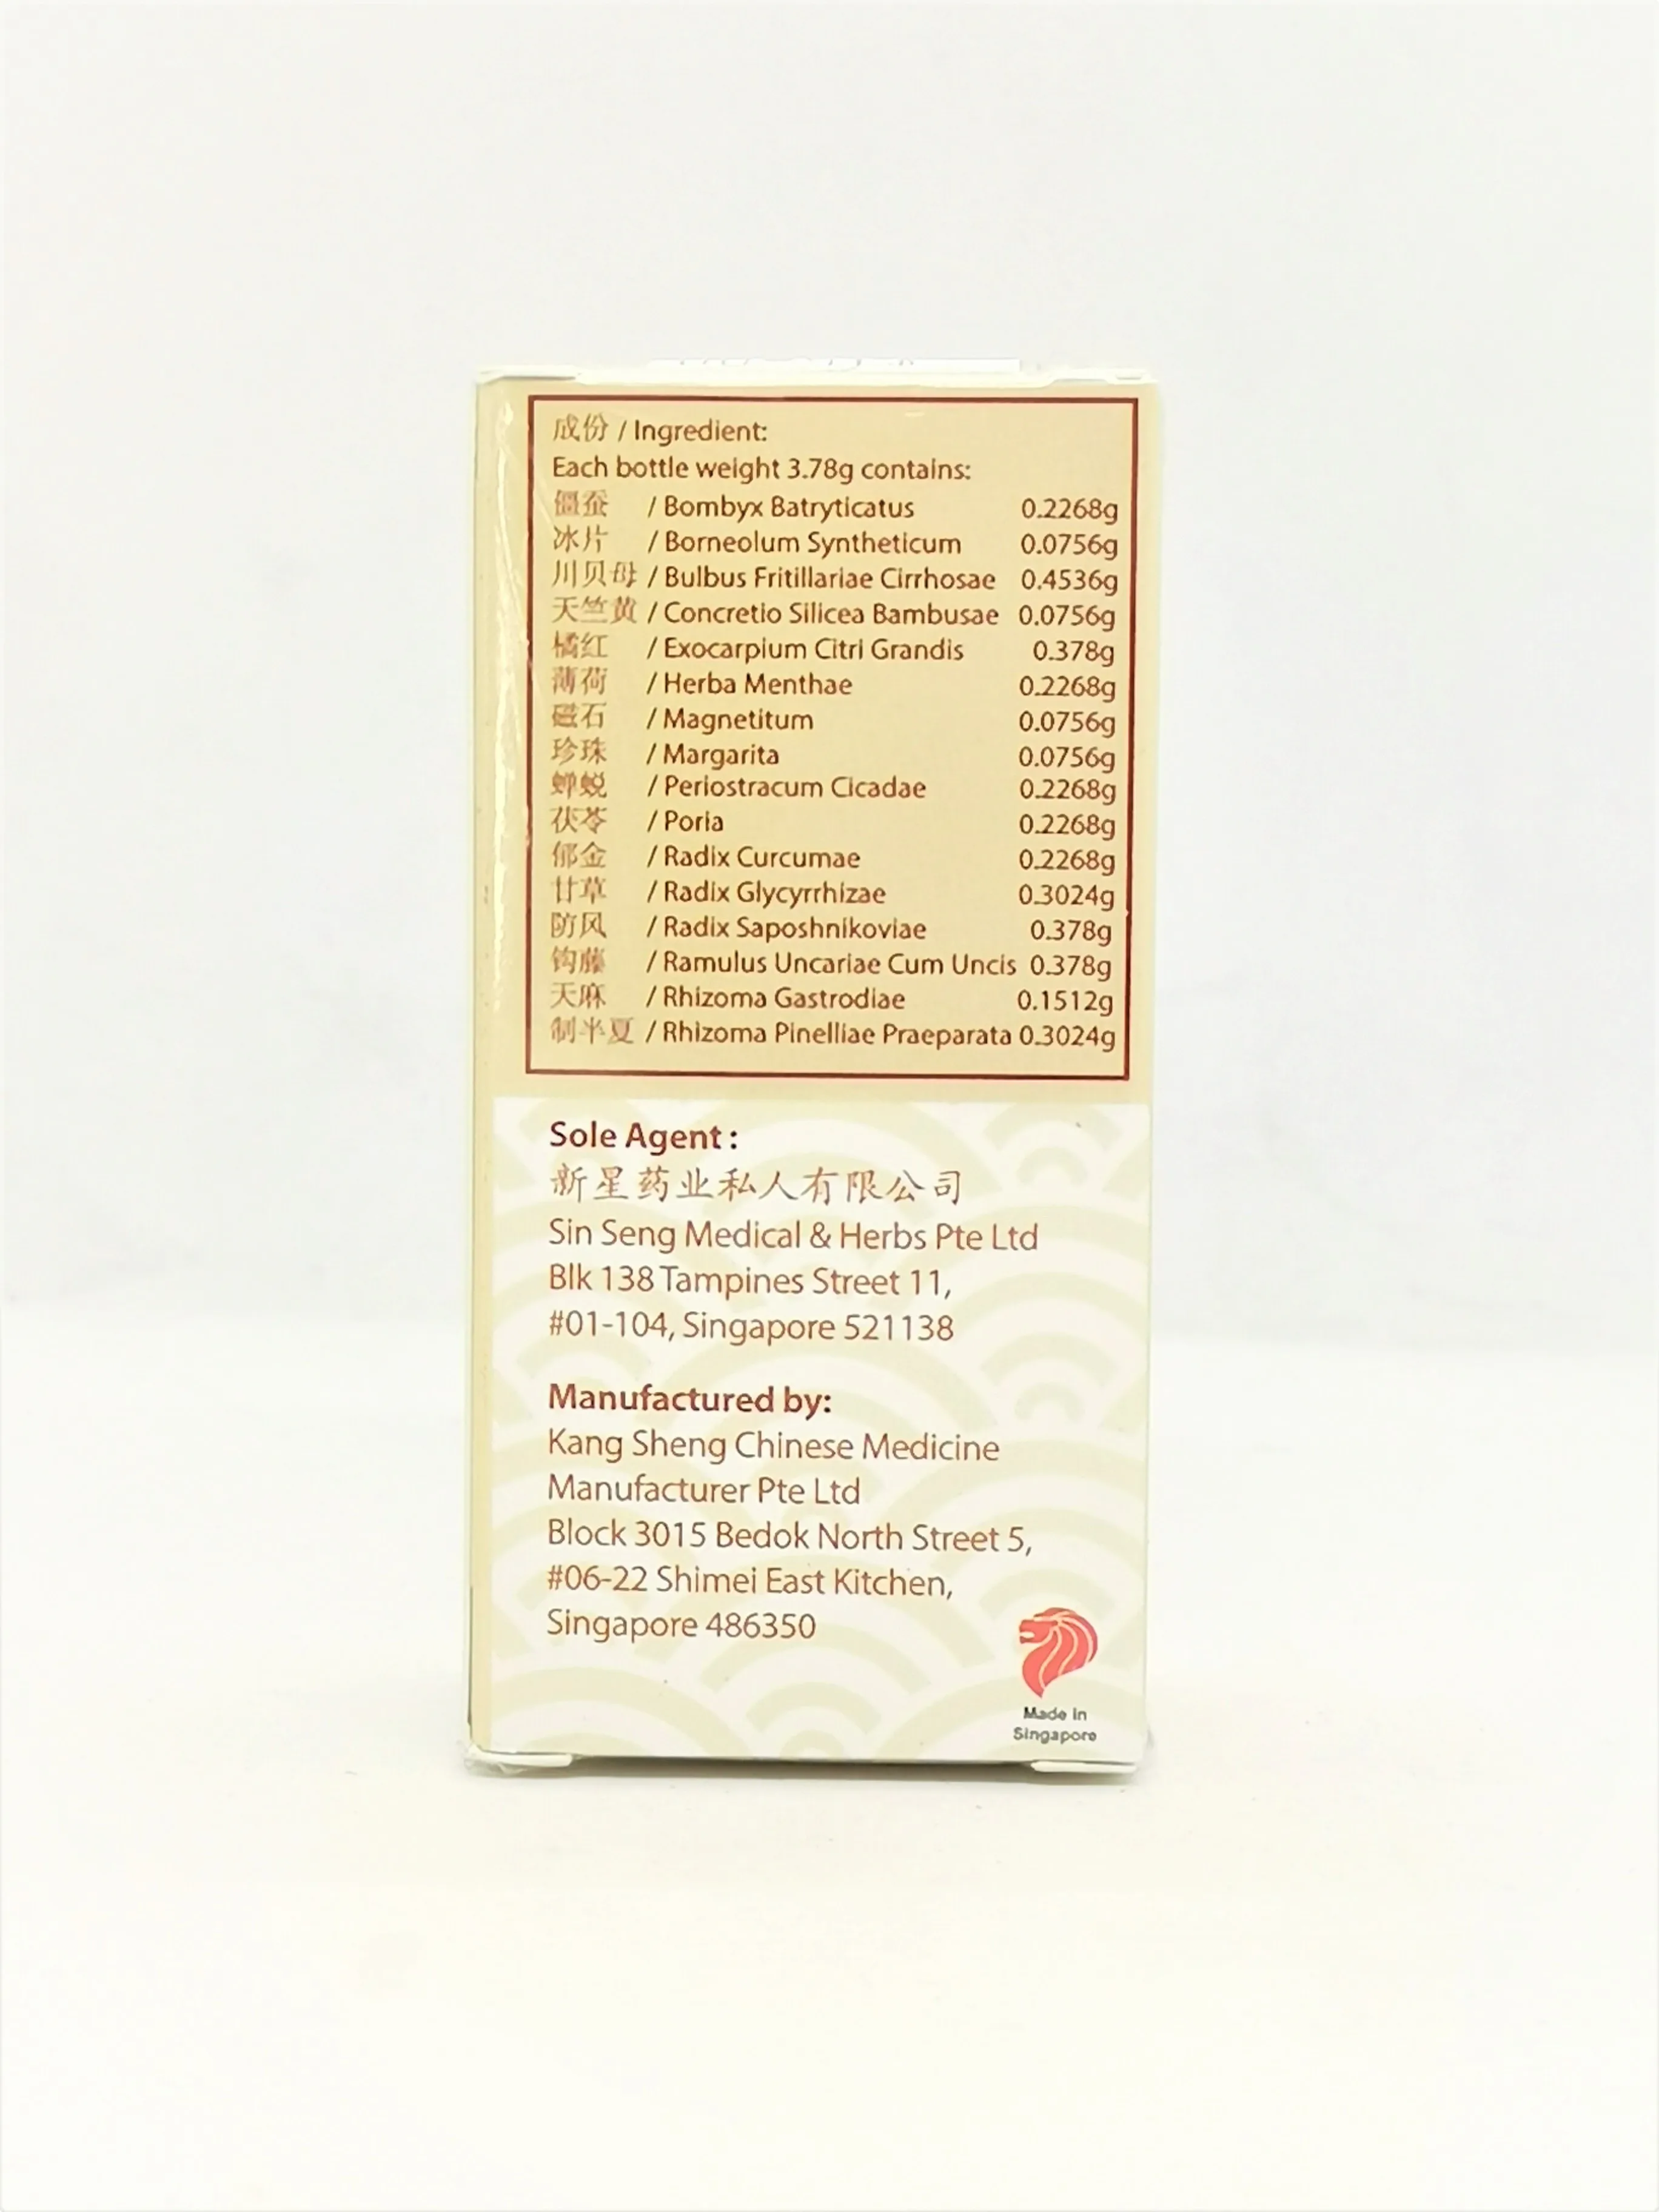 成份 / Ingredient:
Each bottle weight 3.78g contains:
僵蚕 / Bombyx Batryticatus 0.2268g
冰片 / Borneolum Syntheticum 0.0756g
川贝母 / Bulbus Fritillariae Cirrhosae 0.4536g
天竺黄 / Concretio Silicea Bambusae 0.0756g
橘红 / Exocarpium Citri Grandis 0.378g
薄荷 / Herba Menthae 0.2268g
磁石 / Magnetitum 0.0756g
珍珠 / Margarita 0.0756g
蝉蜕 / Periostracum Cicadae 0.2268g
茯苓 / Poria 0.2268g
郁金 / Radix Curcumae 0.2268g
甘草 / Radix Glycyrrhizae 0.3024g
防风 / Radix Saposhnikoviae 0.378g
钩藤 / Ramulus Uncariae Cum Uncis 0.378g
天麻 / Rhizoma Gastrodiae 0.1512g
制半夏 / Rhizoma Pinelliae Praeparata 0.3024g
Sole Agent :
新星药业私人有限公司
Sin Seng Medical & Herbs Pte Ltd
Blk 138 Tampines Street 11,
#01-104, Singapore 521138
Manufactured by:
Kang Sheng Chinese Medicine
Manufacturer Pte Ltd
Block 3015 Bedok North Street 5,
#06-22 Shimei East Kitchen,
Singapore 486350
Made in
Singapore